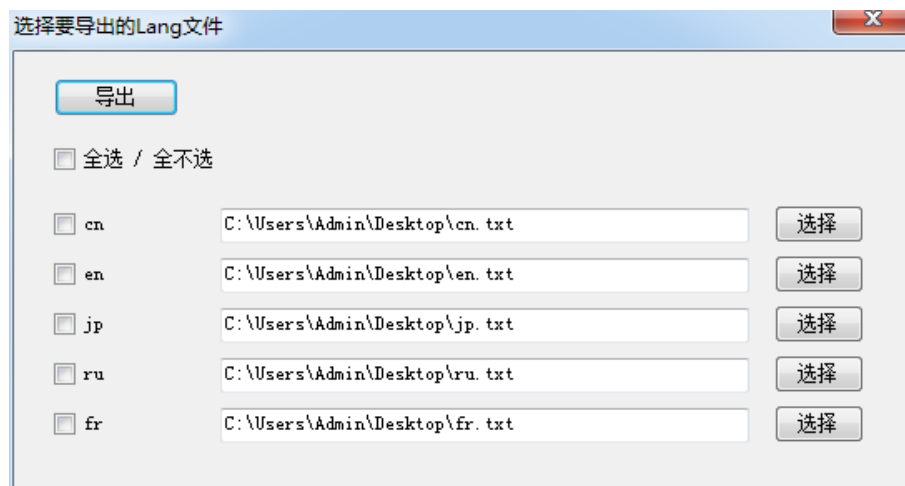 选择要导出的Lang文件
导出
全选 / 全不选
cn C:\Users\Admin\Desktop\cn.txt 选择
en C:\Users\Admin\Desktop\en.txt 选择
jp C:\Users\Admin\Desktop\jp.txt 选择
ru C:\Users\Admin\Desktop\ru.txt 选择
fr C:\Users\Admin\Desktop\fr.txt 选择